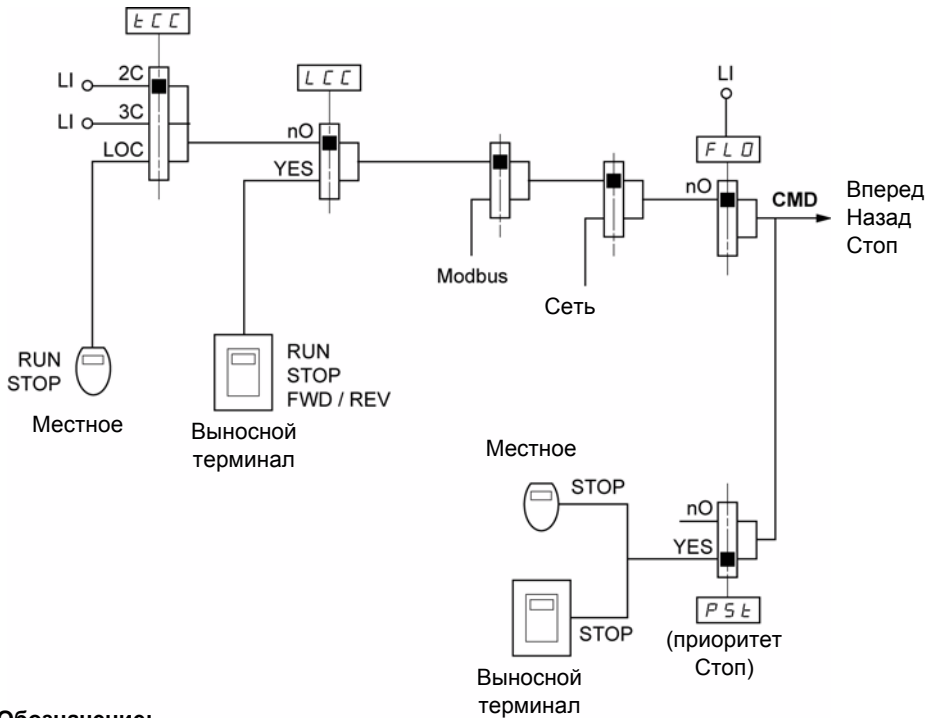 tCC
LI
2C
LCC
LI
LI
3C
nO
FLO
LOC
YES
nO
CMD
Вперед
Назад
Стоп
Modbus
Сеть
RUN
STOP
RUN
STOP
FWD / REV
Местное
Выносной
терминал
Местное
STOP
nO
YES
PSt
STOP
(приоритет
Стоп)
Выносной
терминал
Обозначение: